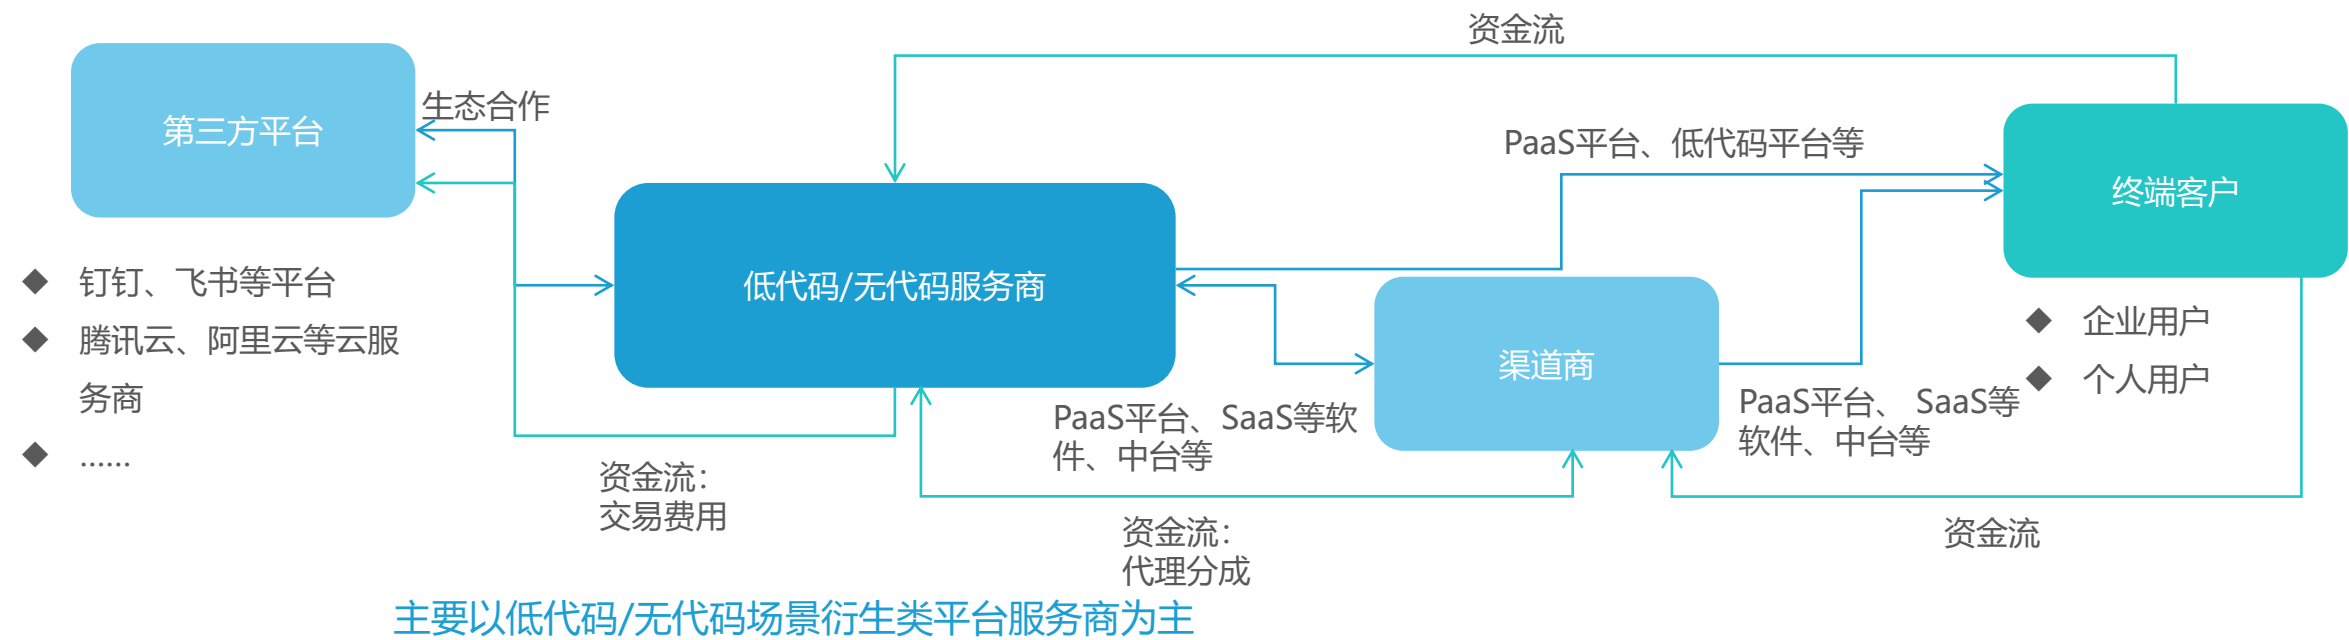 资金流
第三方平台
生态合作
PaaS平台、低代码平台等
终端客户
钉钉、飞书等平台
腾讯云、阿里云等云服
务商
......
低代码/无代码服务商
渠道商
企业用户
个人用户
PaaS平台、SaaS等软
件、中台等
PaaS平台、 SaaS等
软件、中台等
资金流：
交易费用
资金流：
代理分成
资金流
主要以低代码/无代码场景衍生类平台服务商为主